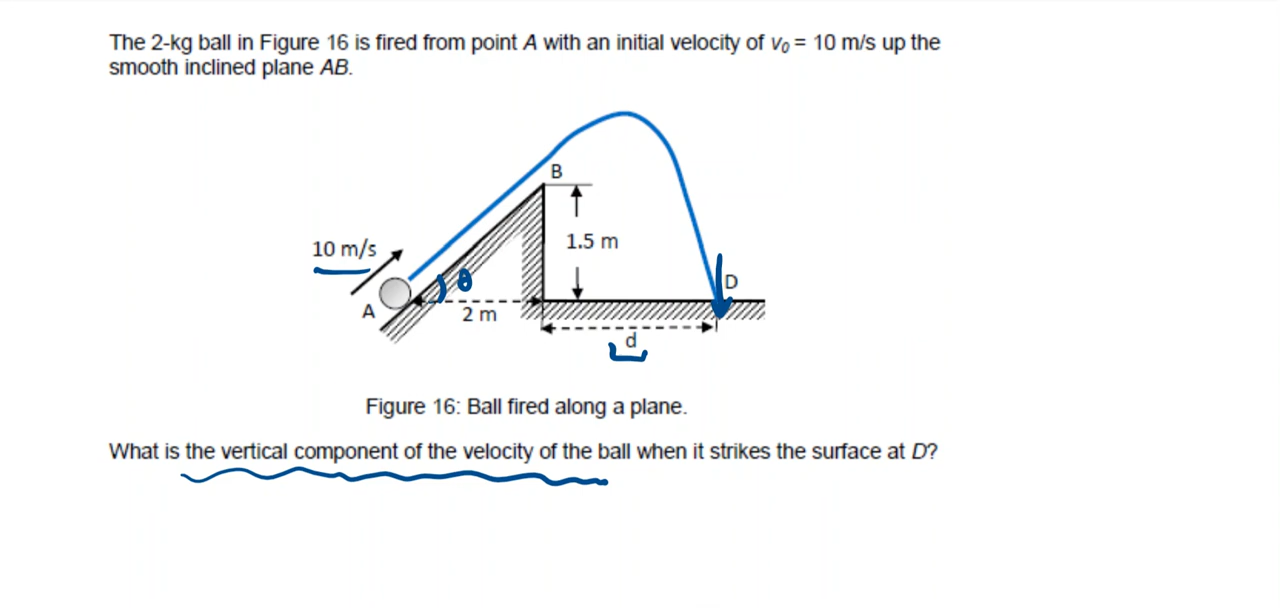 The 2-kg ball in Figure 16 is fired from point A with an initial velocity of v₀ = 10 m/s up the
smooth inclined plane AB.
B
10 m/s
1.5 m
θ
D
A
2 m
d
Figure 16: Ball fired along a plane.
What is the vertical component of the velocity of the ball when it strikes the surface at D?